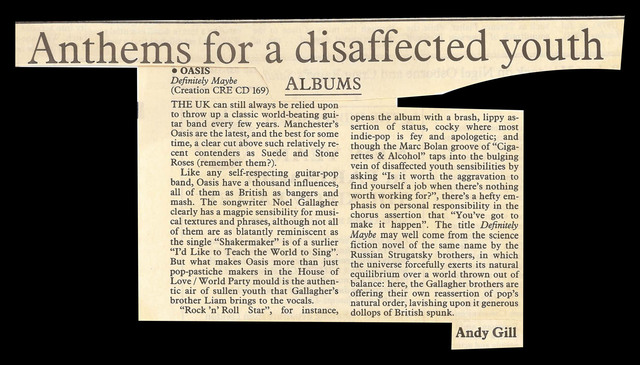 Anthems for a disaffected youth
• OASIS
Definitely Maybe
(Creation CRE CD 169)
ALBUMS
THE UK can still always be relied upon
to throw up a classic world-beating gui-
tar band every few years. Manchester's
Oasis are the latest, and the best for some
time, a clear cut above such relatively re-
cent contenders as Suede and Stone
Roses (remember them?).
Like any self-respecting guitar-pop
band, Oasis have a thousand influences,
all of them as British as bangers and
mash. The songwriter Noel Gallagher
clearly has a magpie sensibility for musi-
cal textures and phrases, although not all
of them are as blatantly reminiscent as
the single "Shakermaker" is of a surlier
"I'd Like to Teach the World to Sing".
But what makes Oasis more than just
pop-pastiche makers in the House of
Love / World Party mould is the authen-
tic air of sullen youth that Gallagher's
brother Liam brings to the vocals.
"Rock 'n' Roll Star", for instance,
opens the album with a brash, lippy as-
sertion of status, cocky where most
indie-pop is fey and apologetic; and
though the Marc Bolan groove of "Ciga-
rettes & Alcohol" taps into the bulging
vein of disaffected youth sensibilities by
asking "Is it worth the aggravation to
find yourself a job when there's nothing
worth working for?", there's a hefty em-
phasis on personal responsibility in the
chorus assertion that "You've got to
make it happen". The title Definitely
Maybe may well come from the science
fiction novel of the same name by the
Russian Strugatsky brothers, in which
the universe forcefully exerts its natural
equilibrium over a world thrown out of
balance: here, the Gallagher brothers are
offering their own reassertion of pop's
natural order, lavishing upon it generous
dollops of British spunk.
Andy Gill